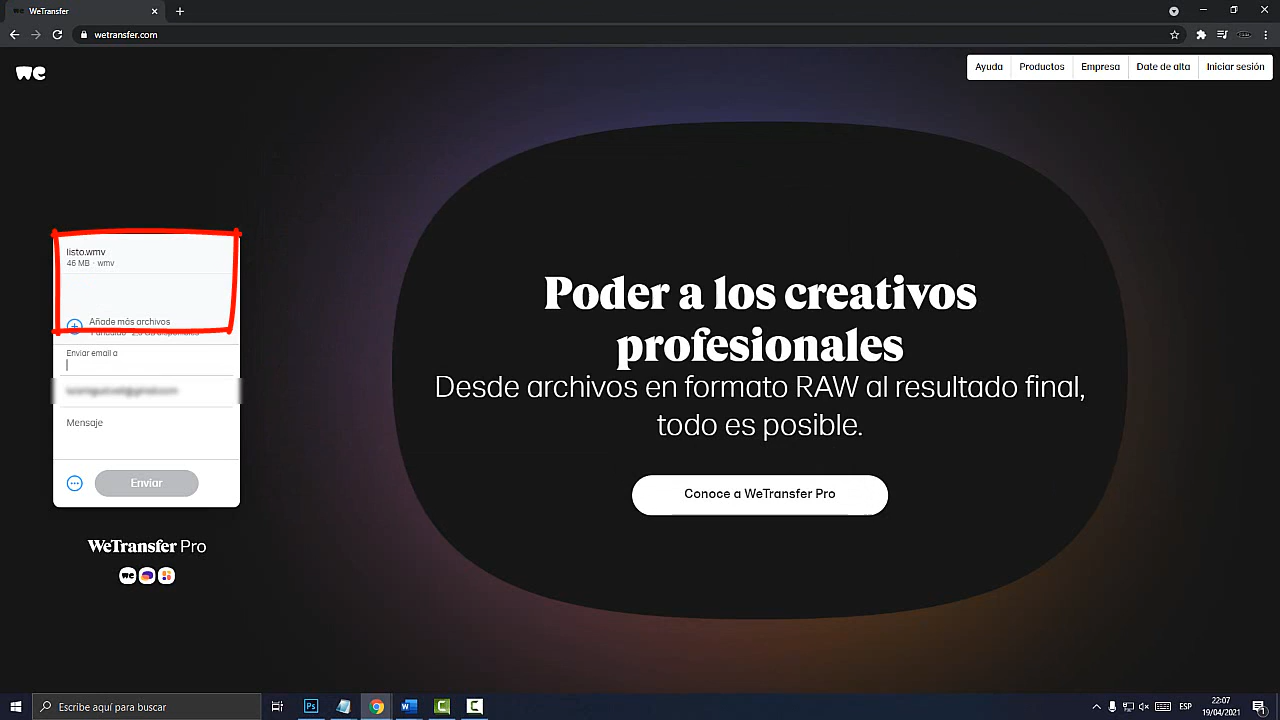 WeTransfer
wetransfer.com
we
Ayuda
Productos
Empresa
Date de alta
Iniciar sesión
listo.wmv
46 MB · wmv
Añade más archivos
Enviar email a
Mensaje
Enviar
WeTransfer Pro
we
Poder a los creativos
profesionales
Desde archivos en formato RAW al resultado final,
todo es posible.
Conoce a WeTransfer Pro
Escribe aquí para buscar
Ps
W
C
C
ESP
22:07
19/04/2021